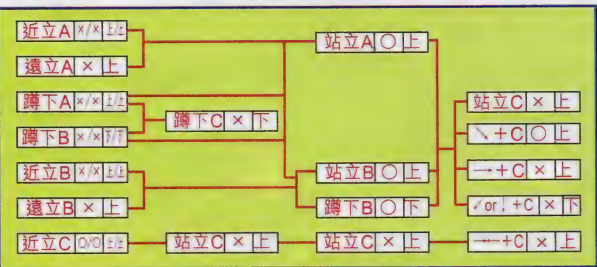 近立A ×/× 上/上
站立A ○ 上
遠立A × 上
蹲下A ×/× 上/上
站立C × 上
蹲下C × 下
蹲下B ×/× 下/下
↘+C ○ 上
近立B ×/× 上/上
站立B ○ 上
→+C × 上
遠立B × 上
蹲下B ○ 下
↙or↓+C × 下
近立C ○/○ 上/上
站立C × 上
站立C × 上
→+C × 上